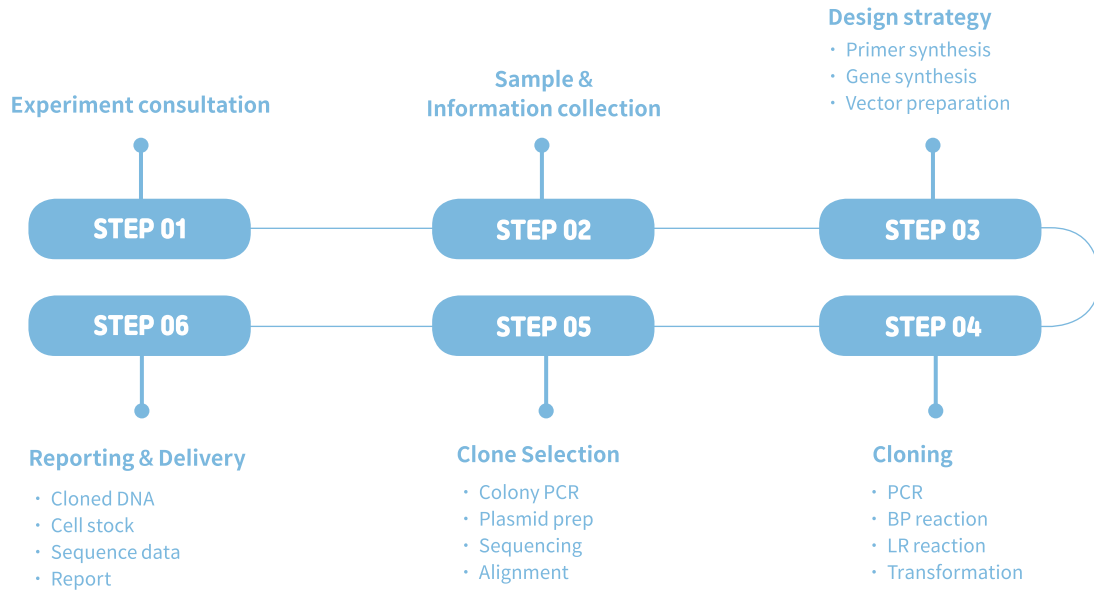 Experiment consultation
STEP 01
Sample &
Information collection
STEP 02
Design strategy
・ Primer synthesis
・ Gene synthesis
・ Vector preparation
STEP 03
STEP 04
Cloning
・ PCR
・ BP reaction
・ LR reaction
・ Transformation
STEP 05
Clone Selection
・ Colony PCR
・ Plasmid prep
・ Sequencing
・ Alignment
STEP 06
Reporting & Delivery
・ Cloned DNA
・ Cell stock
・ Sequence data
・ Report